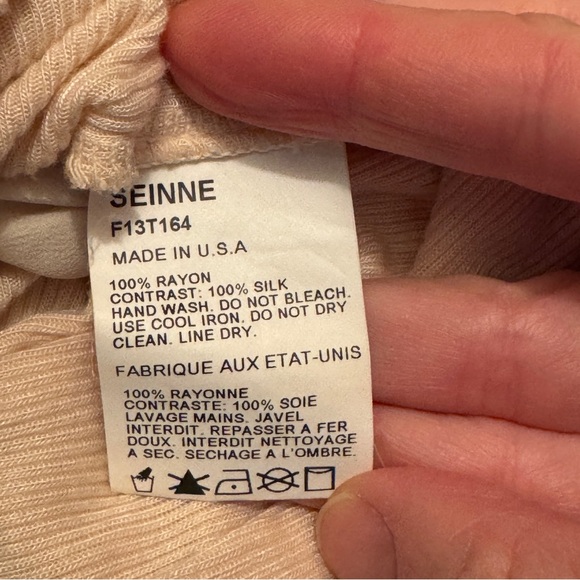 SEINNE
F13T164
MADE IN U.S.A
100% RAYON
CONTRAST: 100% SILK
HAND WASH. DO NOT BLEACH.
USE COOL IRON. DO NOT DRY
CLEAN. LINE DRY.
FABRIQUE AUX ETAT-UNIS
100% RAYONNE
CONTRASTE: 100% SOIE
LAVAGE MAINS. JAVEL
INTERDIT. REPASSER A FER
DOUX. INTERDIT NETTOYAGE
A SEC. SECHAGE A L'OMBRE.